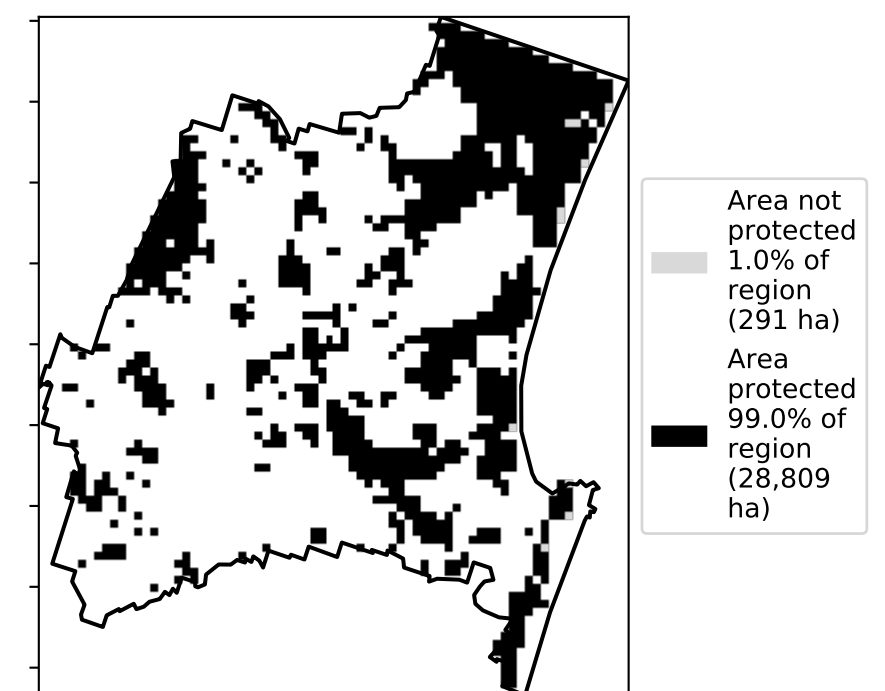 Area not
protected
1.0% of
region
(291 ha)
Area
protected
99.0% of
region
(28,809
ha)